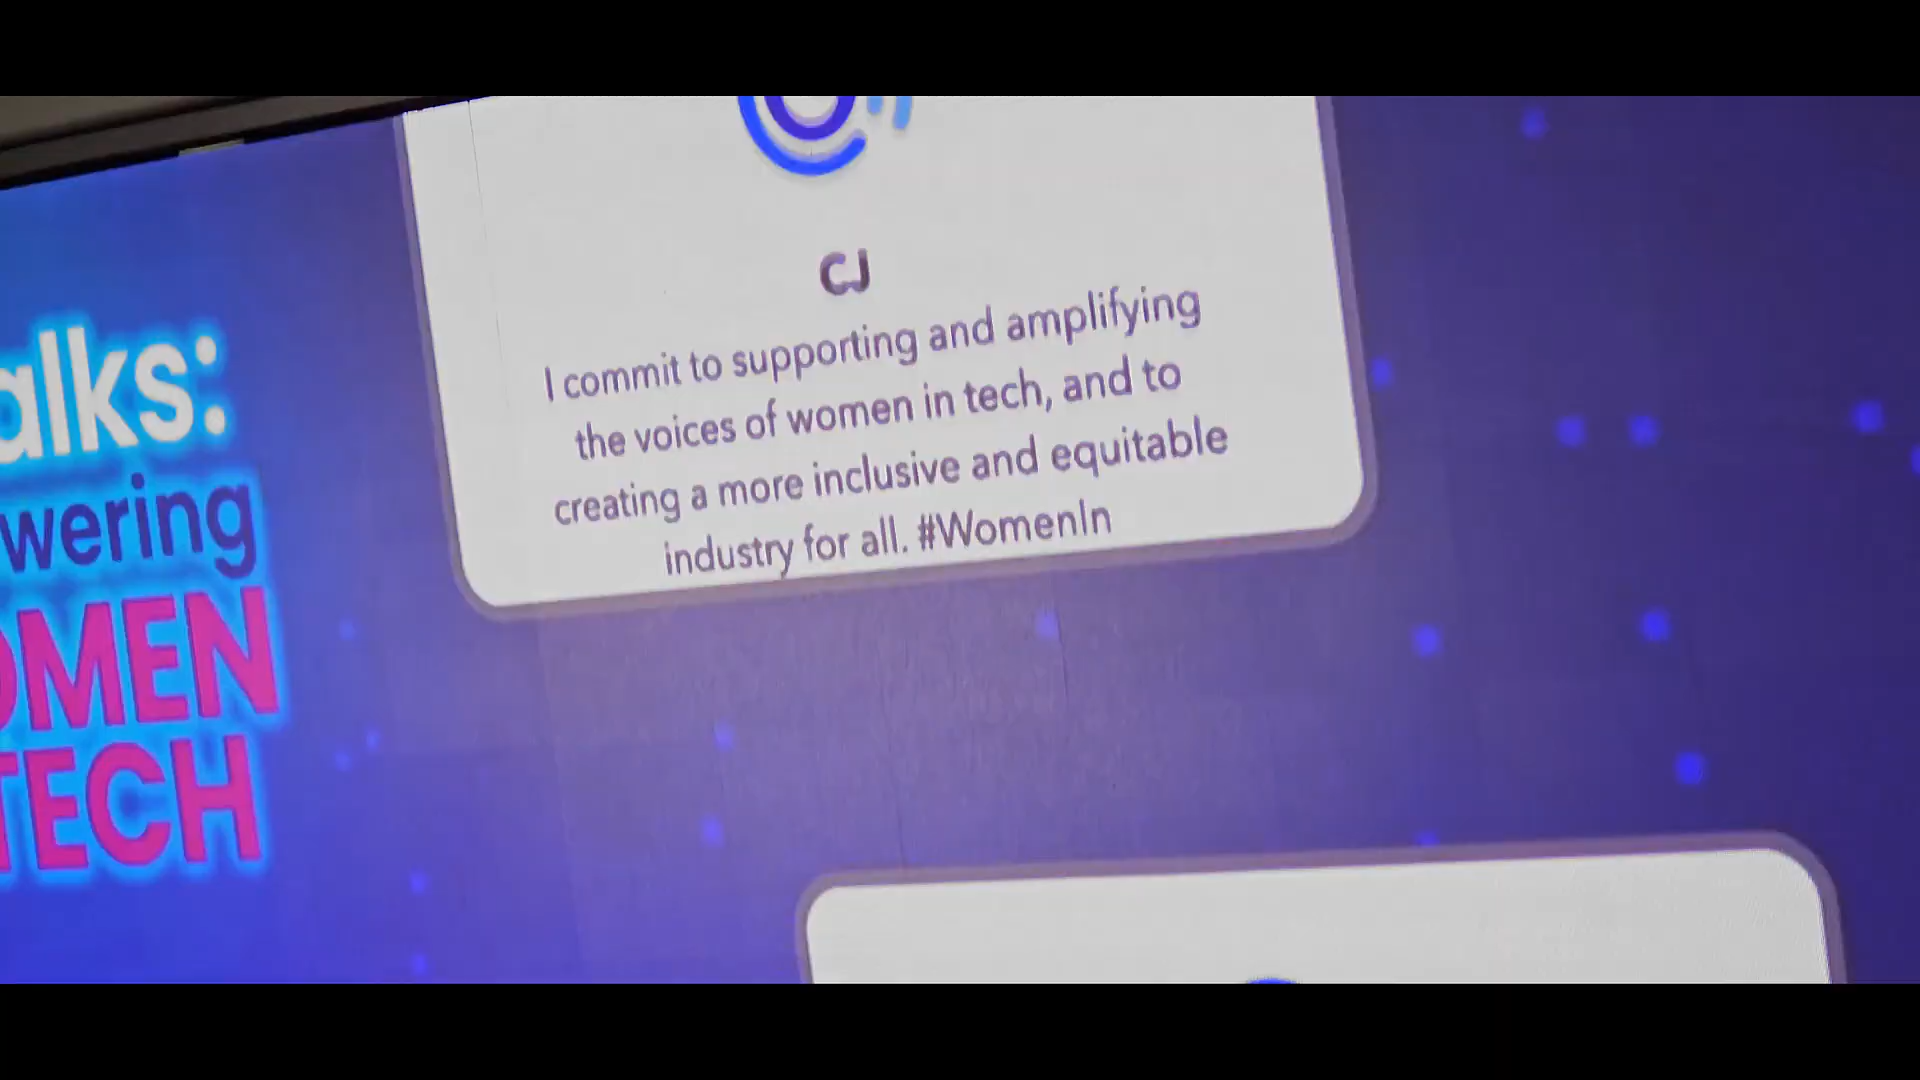 alks:
wering
OMEN
TECH
CJ
I commit to supporting and amplifying
the voices of women in tech, and to
creating a more inclusive and equitable
industry for all. #WomenIn